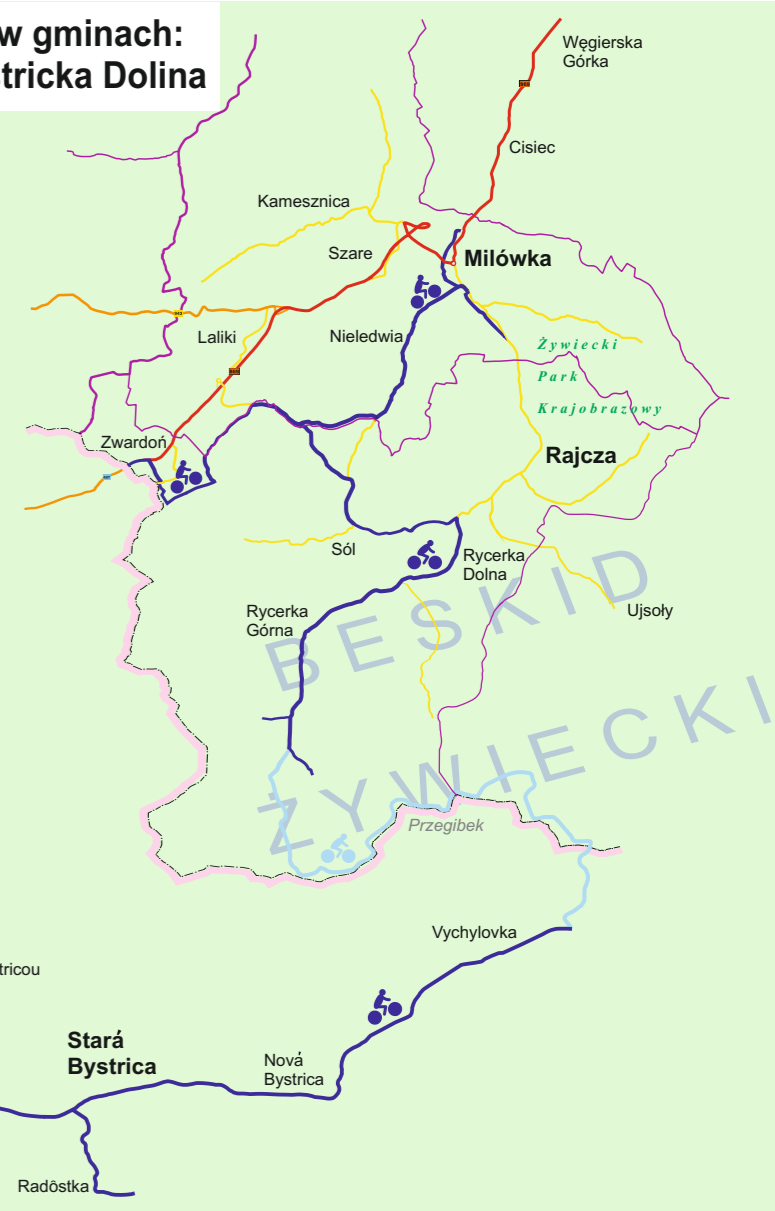 w gminach:
tricka Dolina
Węgierska
Górka
Cisiec
Kamesznica
Szare
Milówka
Laliki
Nieledwia
Żywiecki
Park
Krajobrazowy
Zwardoń
Rajcza
Sól
Rycerka
Dolna
Rycerka
Górna
Ujsoły
BESKID
ŻYWIECKI
Przegibek
Vychylovka
tricou
Stará
Bystrica
Nová
Bystrica
Radôstka